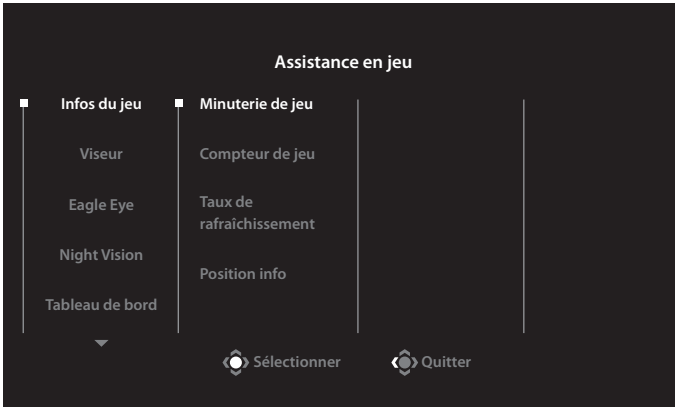 Assistance en jeu
Infos du jeu
Minuterie de jeu
Viseur
Compteur de jeu
Eagle Eye
Taux de
rafraîchissement
Night Vision
Position info
Tableau de bord
Sélectionner
Quitter